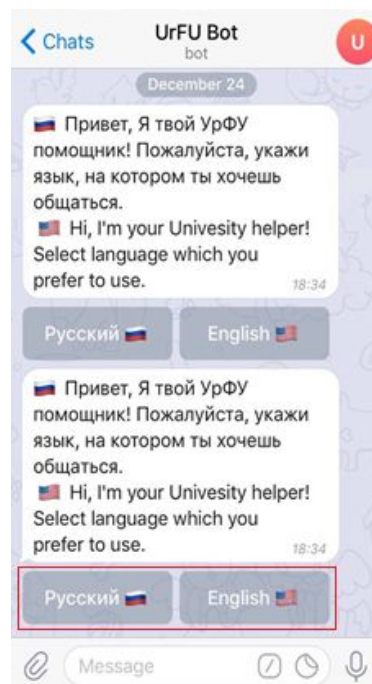 Chats
UrFU Bot
bot
U
December 24
🇷🇺 Привет, Я твой УрФУ
помощник! Пожалуйста, укажи
язык, на котором ты хочешь
общаться.
🇺🇸 Hi, I'm your Univesity helper!
Select language which you
prefer to use.
18:34
Русский 🇷🇺 English 🇺🇸
🇷🇺 Привет, Я твой УрФУ
помощник! Пожалуйста, укажи
язык, на котором ты хочешь
общаться.
🇺🇸 Hi, I'm your Univesity helper!
Select language which you
prefer to use.
18:34
Русский 🇷🇺 English 🇺🇸
Message